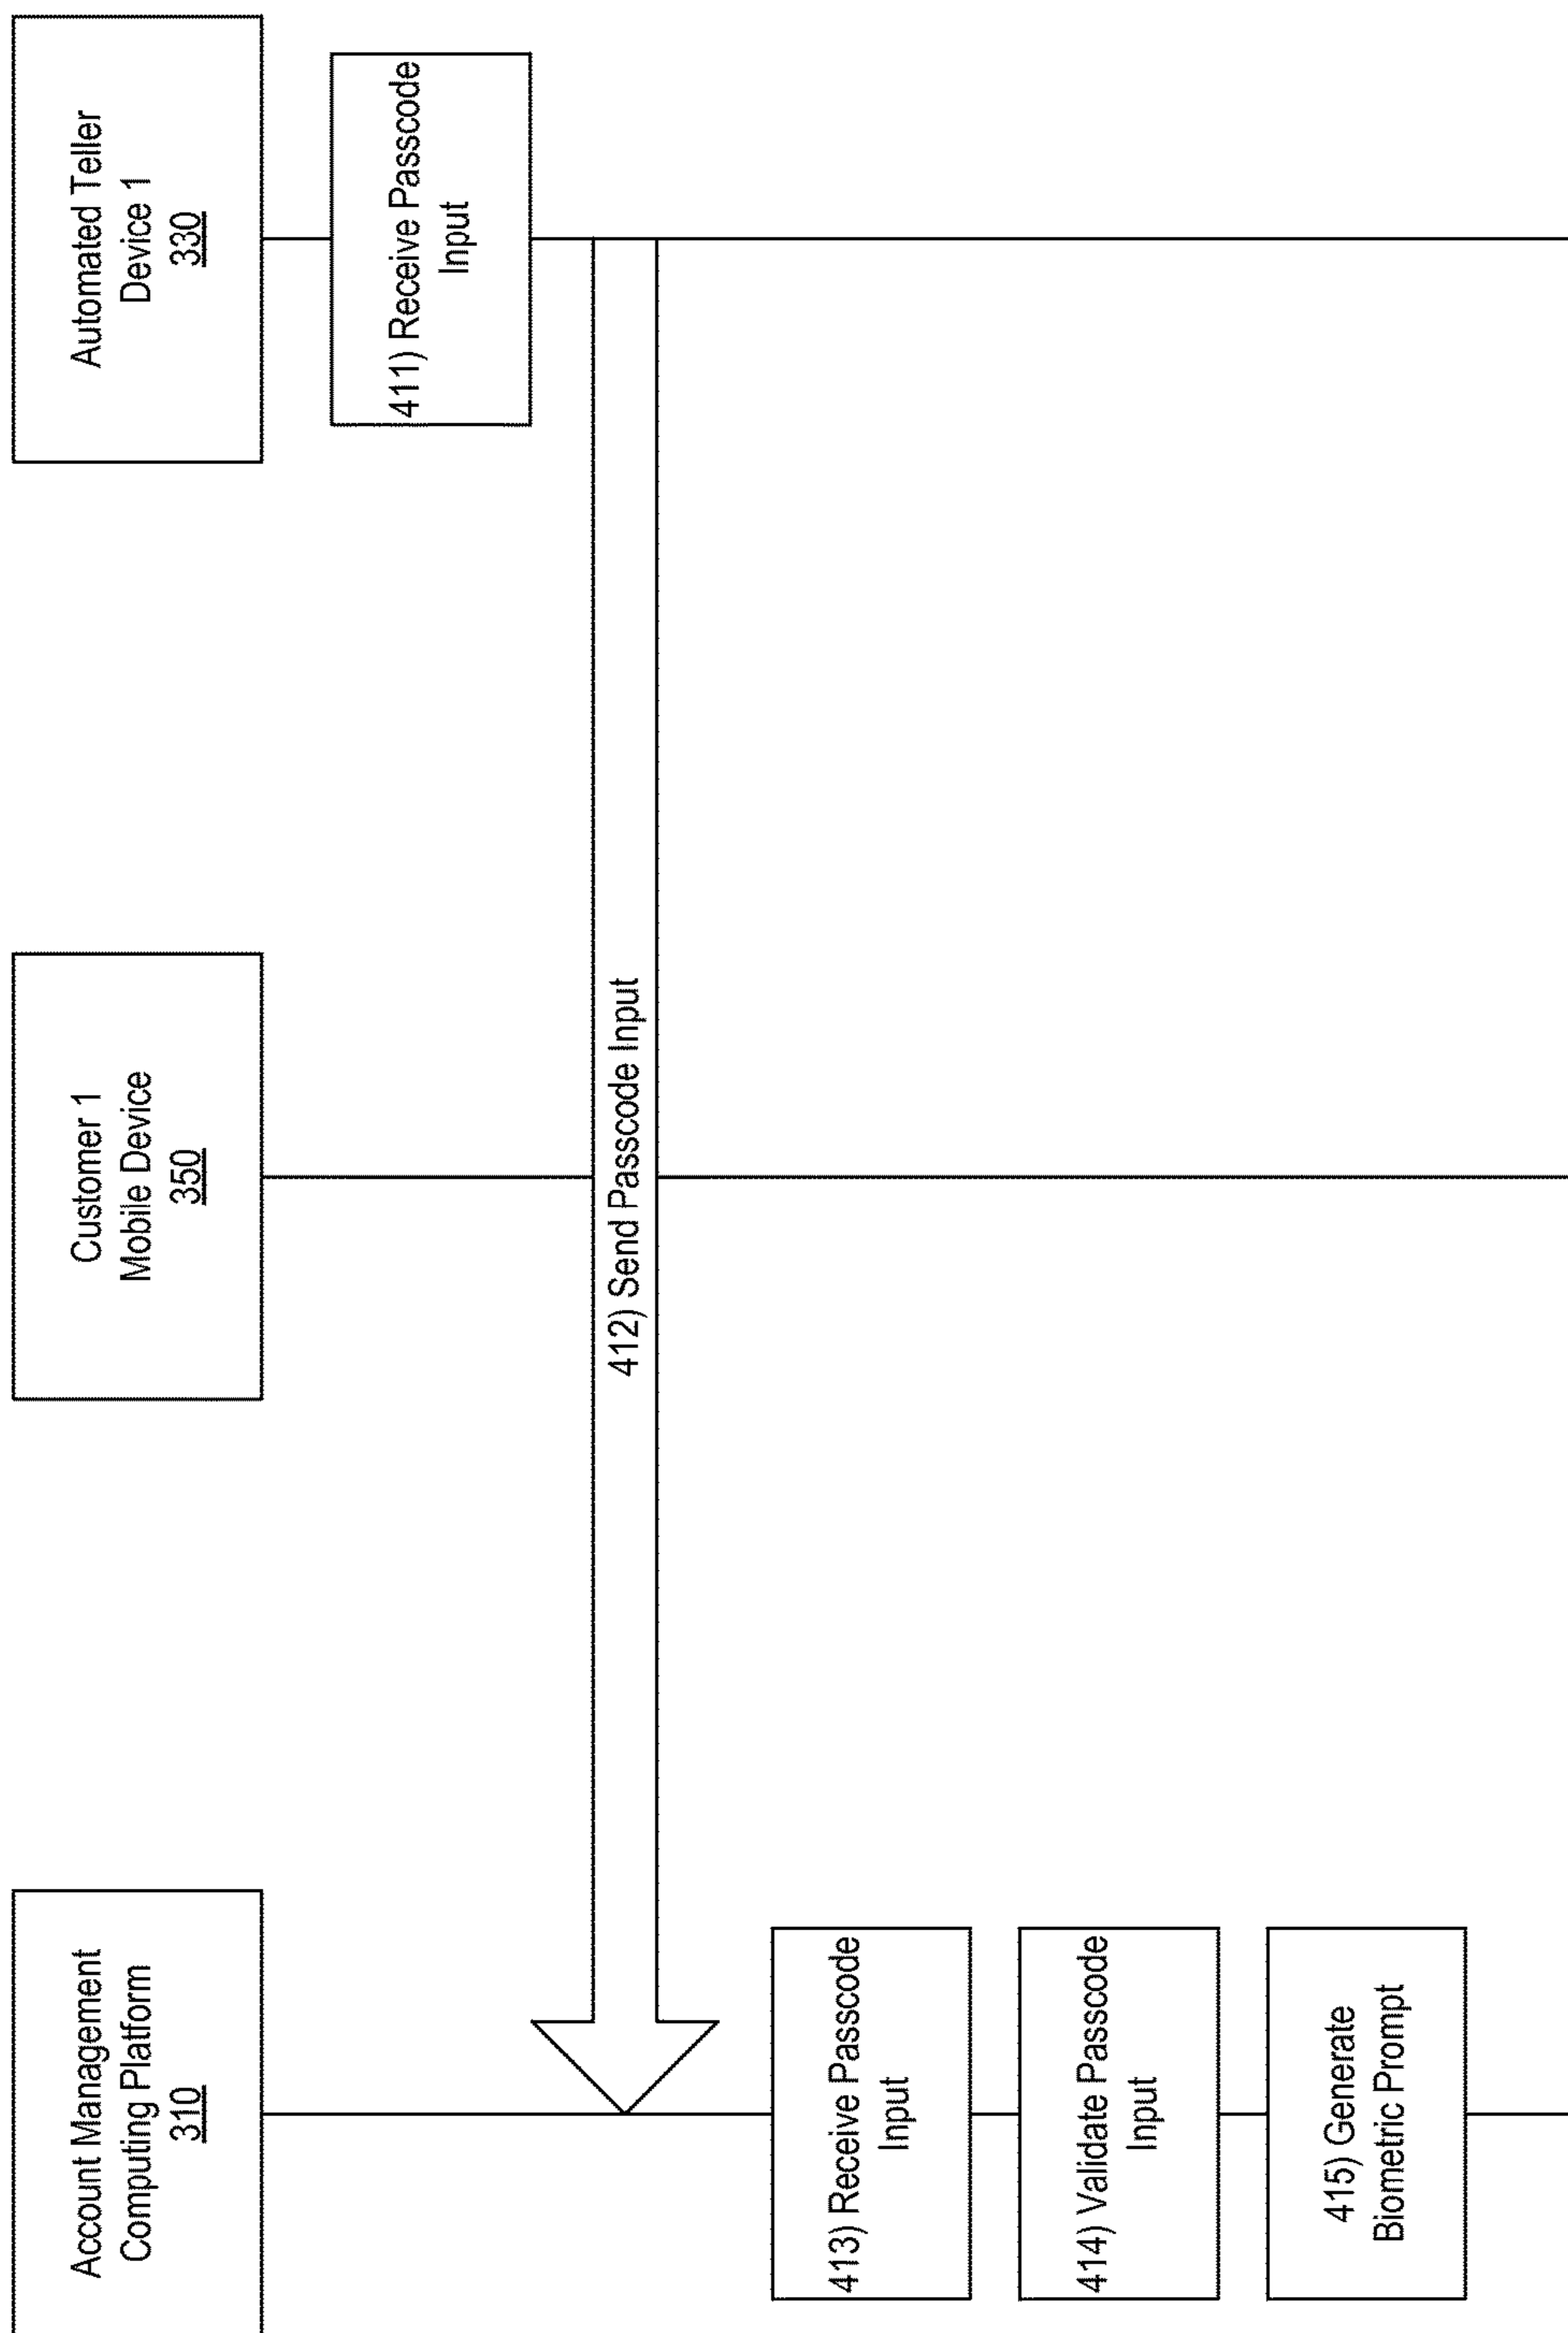 Account Management
Computing Platform
310
Customer 1
Mobile Device
350
Automated Teller
Device 1
330
411) Receive Passcode
Input
412) Send Passcode Input
413) Receive Passcode
Input
414) Validate Passcode
Input
415) Generate
Biometric Prompt